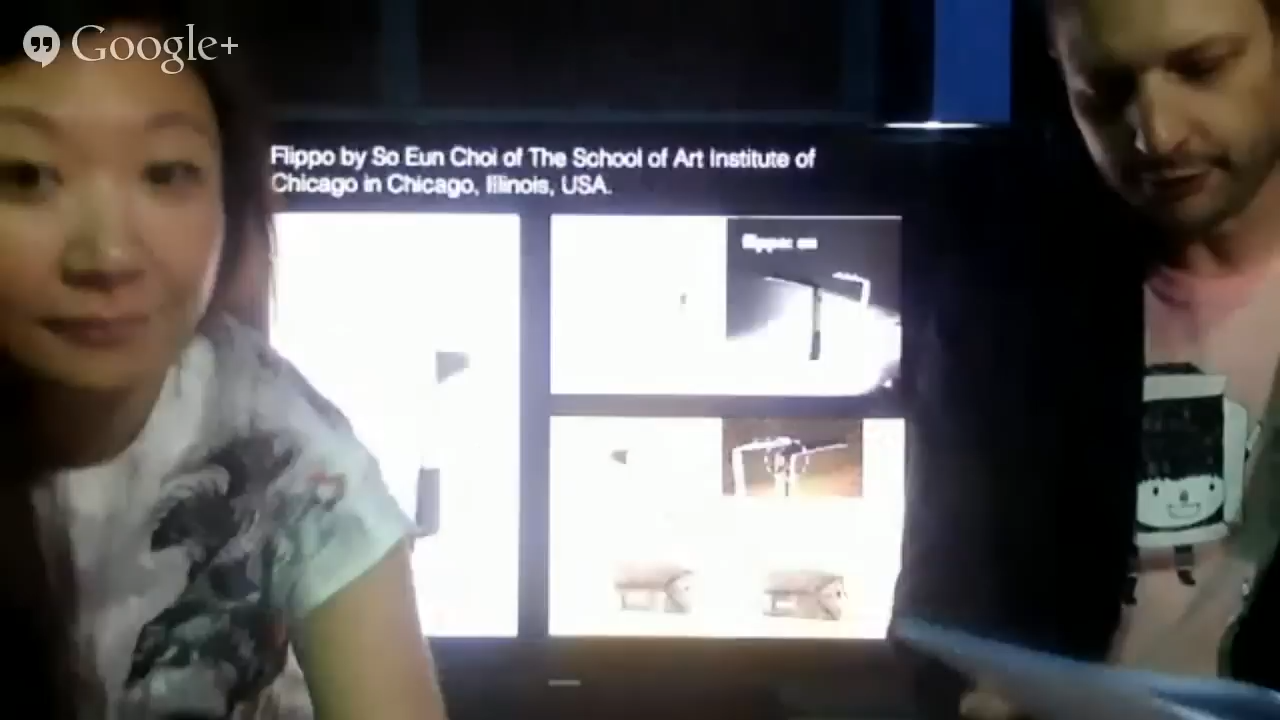 Google+
Flippo by So Eun Choi of The School of Art Institute of
Chicago in Chicago, Illinois, USA.